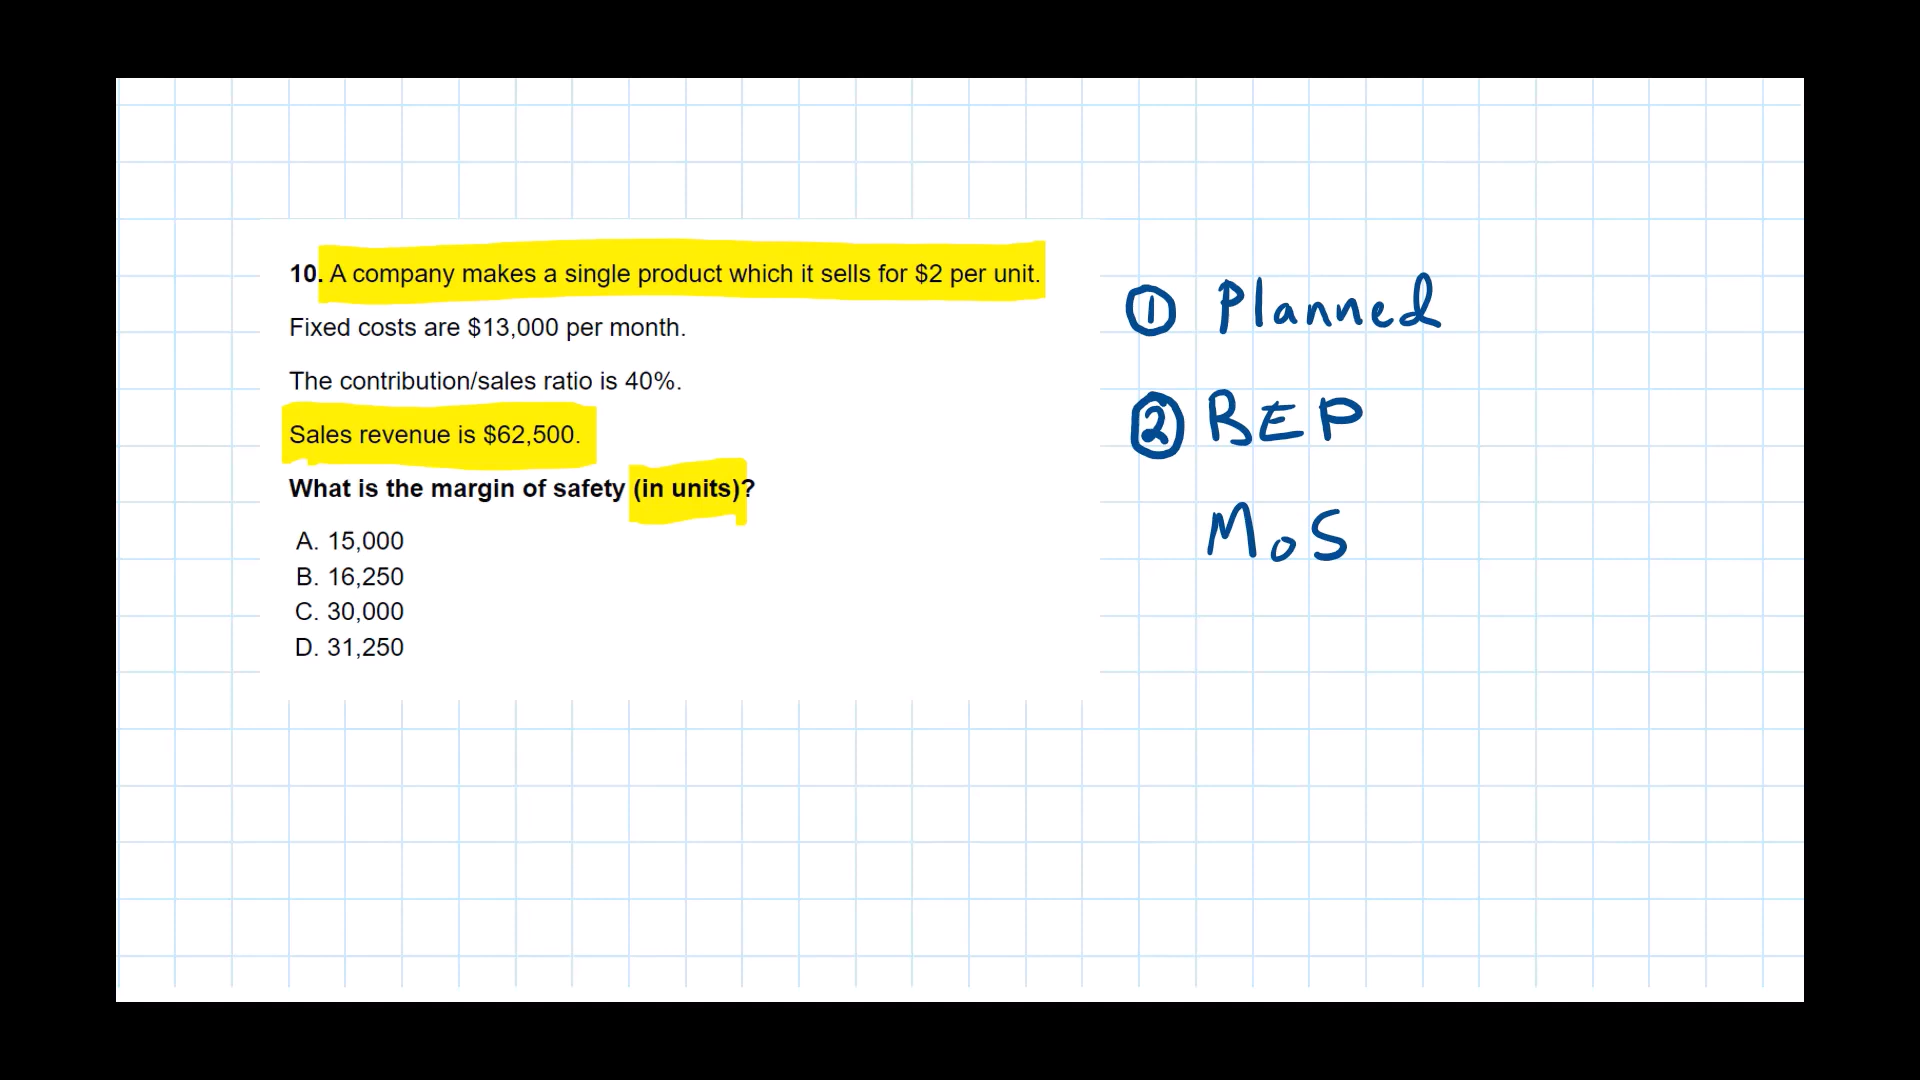 10. A company makes a single product which it sells for $2 per unit.
Fixed costs are $13,000 per month.
The contribution/sales ratio is 40%.
Sales revenue is $62,500.
What is the margin of safety (in units)?
A. 15,000
B. 16,250
C. 30,000
D. 31,250
① Planned
② BEP
MoS